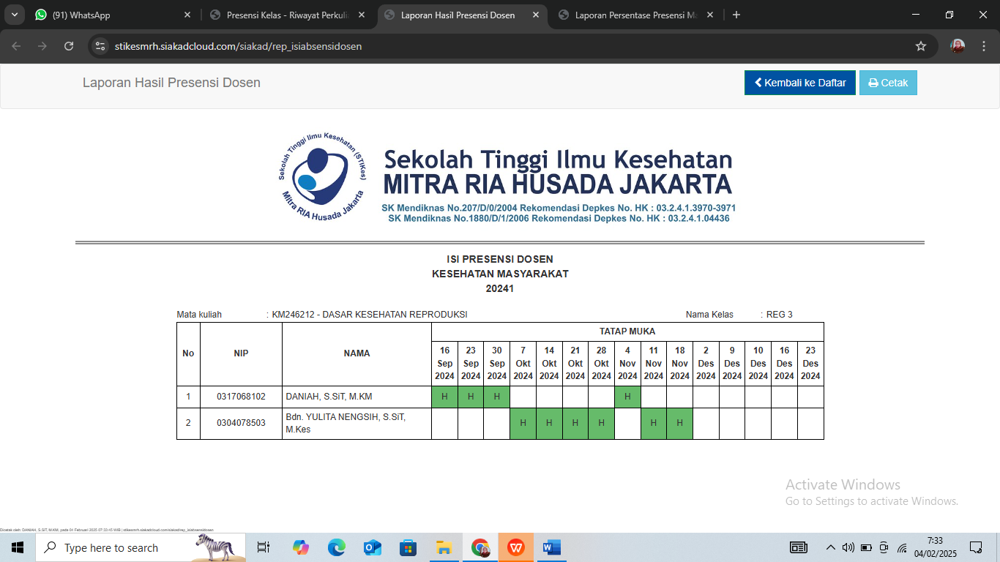 (91) WhatsApp
Presensi Kelas - Riwayat Perkulia
Laporan Hasil Presensi Dosen
Laporan Persentase Presensi Ma
stikesmrh.siakadcloud.com/siakad/rep_isiabsensidosen
Laporan Hasil Presensi Dosen
Kembali ke Daftar
Cetak
Sekolah Tinggi Ilmu Kesehatan (STIKes)
Mitra RIA Husada Jakarta
Sekolah Tinggi Ilmu Kesehatan
MITRA RIA HUSADA JAKARTA
SK Mendiknas No.207/D/0/2004 Rekomendasi Depkes No. HK : 03.2.4.1.3970-3971
SK Mendiknas No.1880/D/1/2006 Rekomendasi Depkes No. HK : 03.2.4.1.04436
ISI PRESENSI DOSEN
KESEHATAN MASYARAKAT
20241
Mata kuliah : KM246212 - DASAR KESEHATAN REPRODUKSI Nama Kelas : REG 3
No NIP NAMA TATAP MUKA
16 23 30 7 14 21 28 4 11 18 2 9 10 16 23
Sep Sep Sep Okt Okt Okt Okt Nov Nov Nov Des Des Des Des Des
2024 2024 2024 2024 2024 2024 2024 2024 2024 2024 2024 2024 2024 2024 2024
1 0317068102 DANIAH, S.SiT, M.KM H H H H
2 0304078503 Bdn. YULITA NENGSIH, S.SiT, H H H H H H
M.Kes
Activate Windows
Go to Settings to activate Windows.
Dicetak oleh: DANIAH, S.SiT, M.KM, pada 04 Februari 2025 07:33:45 WIB | stikesmrh.siakadcloud.com/siakad/rep_isiabsensidosen
Type here to search
7:33
04/02/2025